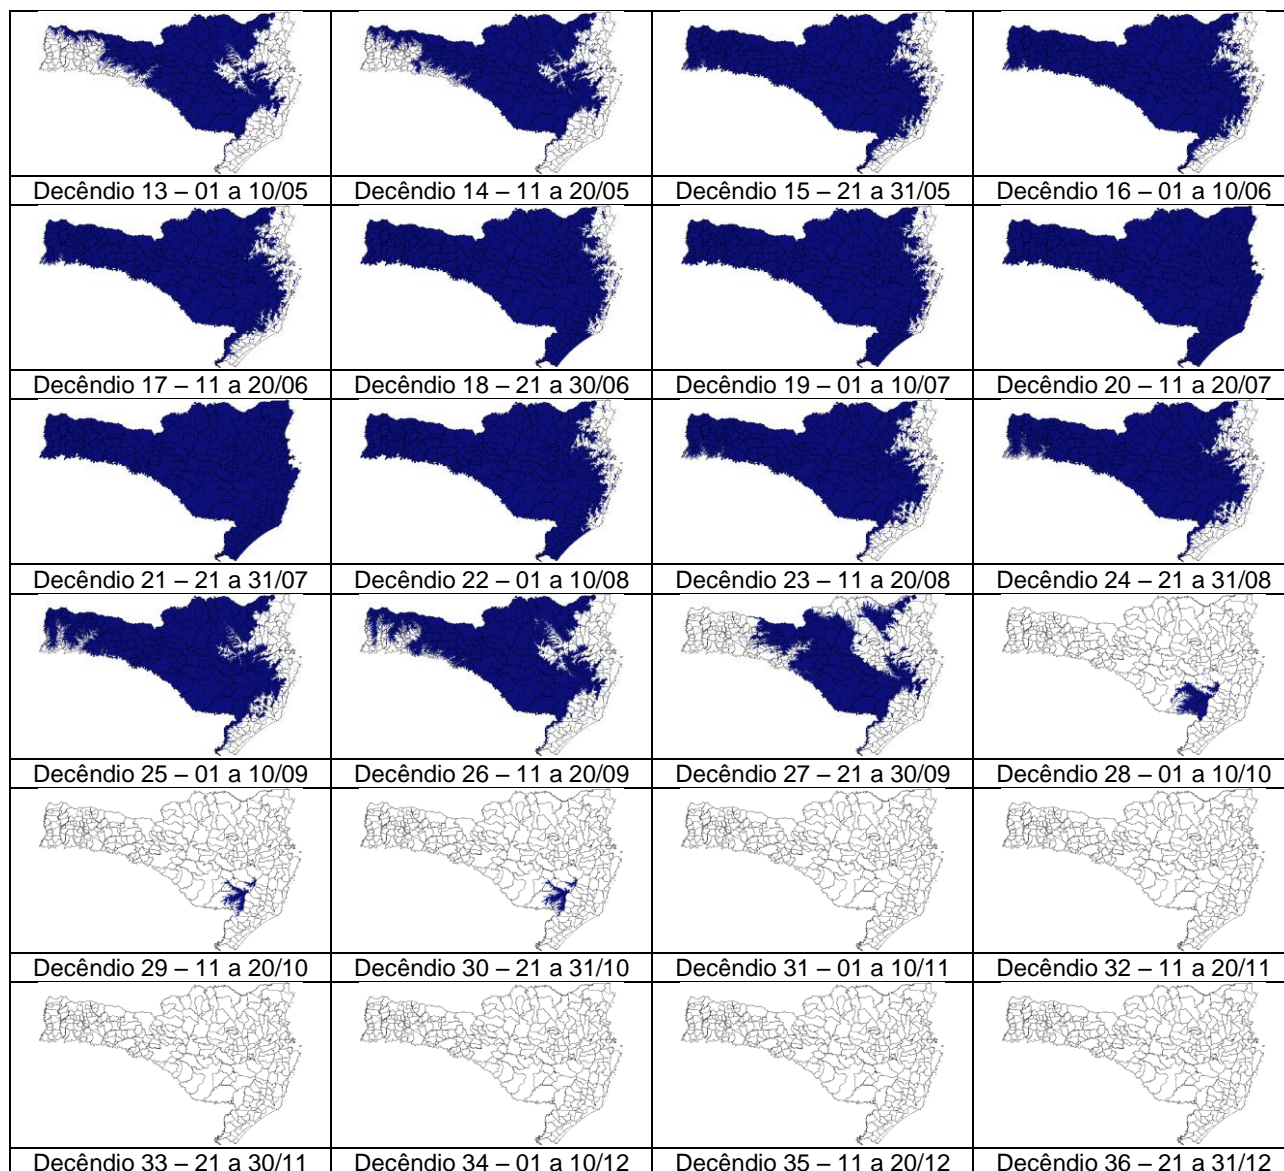 Decêndio 13 – 01 a 10/05 Decêndio 14 – 11 a 20/05 Decêndio 15 – 21 a 31/05 Decêndio 16 – 01 a 10/06
Decêndio 17 – 11 a 20/06 Decêndio 18 – 21 a 30/06 Decêndio 19 – 01 a 10/07 Decêndio 20 – 11 a 20/07
Decêndio 21 – 21 a 31/07 Decêndio 22 – 01 a 10/08 Decêndio 23 – 11 a 20/08 Decêndio 24 – 21 a 31/08
Decêndio 25 – 01 a 10/09 Decêndio 26 – 11 a 20/09 Decêndio 27 – 21 a 30/09 Decêndio 28 – 01 a 10/10
Decêndio 29 – 11 a 20/10 Decêndio 30 – 21 a 31/10 Decêndio 31 – 01 a 10/11 Decêndio 32 – 11 a 20/11
Decêndio 33 – 21 a 30/11 Decêndio 34 – 01 a 10/12 Decêndio 35 – 11 a 20/12 Decêndio 36 – 21 a 31/12